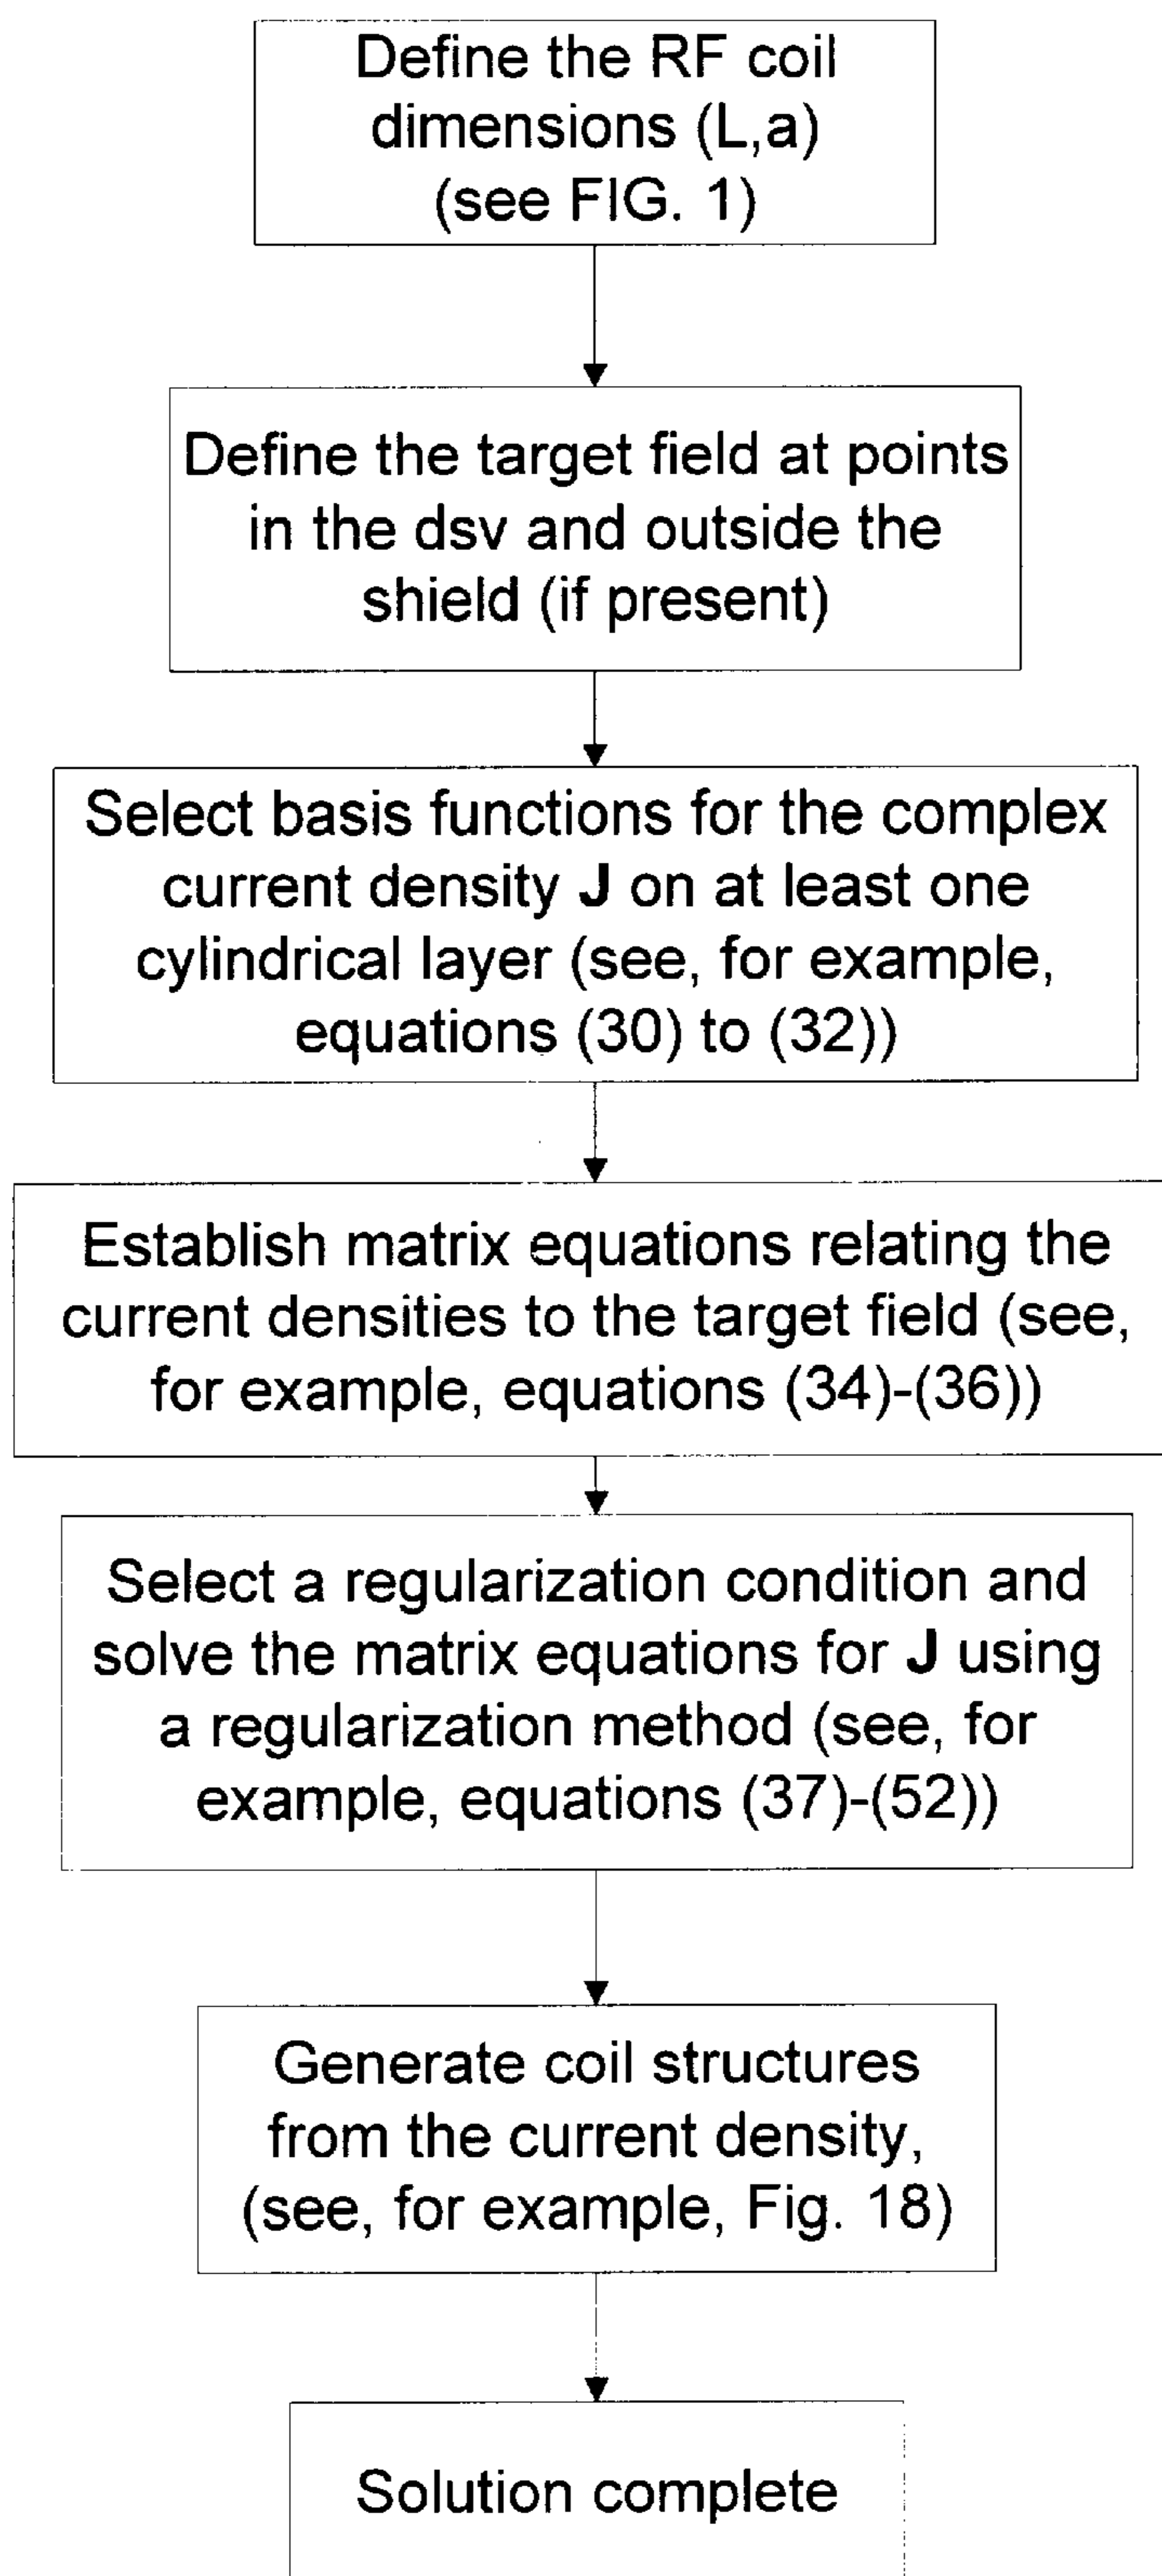 Define the RF coil
dimensions (L,a)
(see FIG. 1)
Define the target field at points
in the dsv and outside the
shield (if present)
Select basis functions for the complex
current density J on at least one
cylindrical layer (see, for example,
equations (30) to (32))
Establish matrix equations relating the
current densities to the target field (see,
for example, equations (34)-(36))
Select a regularization condition and
solve the matrix equations for J using
a regularization method (see, for
example, equations (37)-(52))
Generate coil structures
from the current density,
(see, for example, Fig. 18)
Solution complete